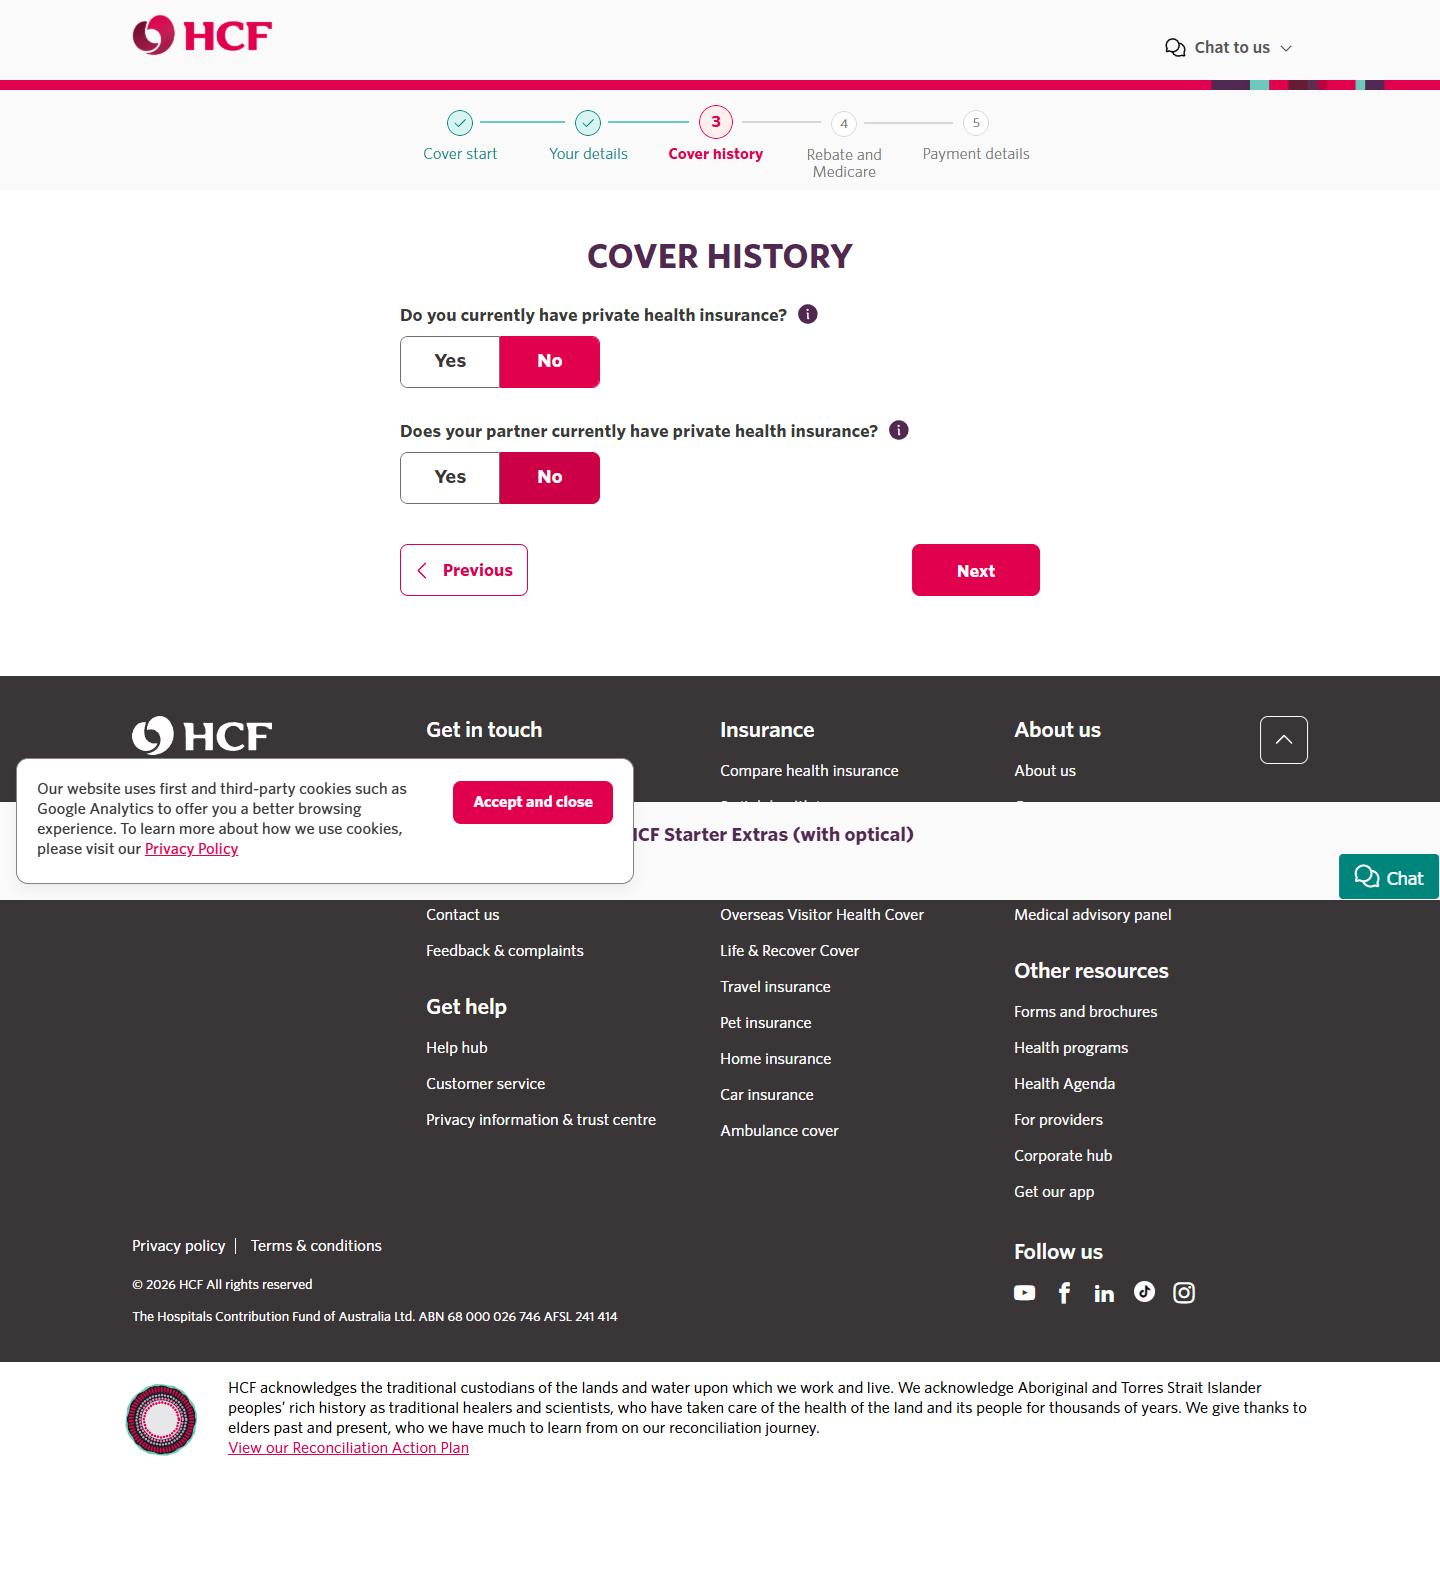 HCF
Chat to us
3
4
5
Cover start
Your details
Cover history
Rebate and
Medicare
Payment details
COVER HISTORY
Do you currently have private health insurance?
Yes
No
Does your partner currently have private health insurance?
Yes
No
Previous
Next
HCF
Get in touch
Insurance
Compare health insurance
About us
About us
Our website uses first and third-party cookies such as
Google Analytics to offer you a better browsing
experience. To learn more about how we use cookies,
please visit our Privacy Policy
Accept and close
HCF Starter Extras (with optical)
Chat
Contact us
Feedback & complaints
Get help
Help hub
Customer service
Privacy information & trust centre
Overseas Visitor Health Cover
Life & Recover Cover
Travel insurance
Pet insurance
Home insurance
Car insurance
Ambulance cover
Medical advisory panel
Other resources
Forms and brochures
Health programs
Health Agenda
For providers
Corporate hub
Get our app
Privacy policy
Terms & conditions
© 2026 HCF All rights reserved
The Hospitals Contribution Fund of Australia Ltd. ABN 68 000 026 746 AFSL 241 414
Follow us
HCF acknowledges the traditional custodians of the lands and water upon which we work and live. We acknowledge Aboriginal and Torres Strait Islander
peoples' rich history as traditional healers and scientists, who have taken care of the health of the land and its people for thousands of years. We give thanks to
elders past and present, who we have much to learn from on our reconciliation journey.
View our Reconciliation Action Plan